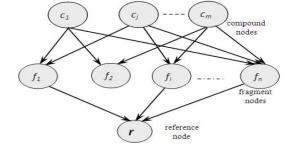 c1 cj cm
compound
nodes
f1 f2 fi fn
fragment
nodes
r
reference
node